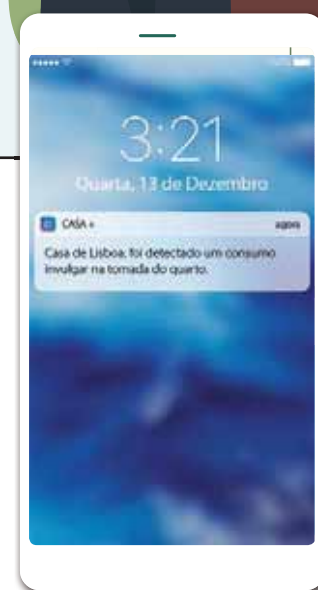 3:21
Quarta, 13 de Dezembro
CASA +
agora
Casa de Lisboa, foi detectado um consumo
invulgar na tomada do quarto.